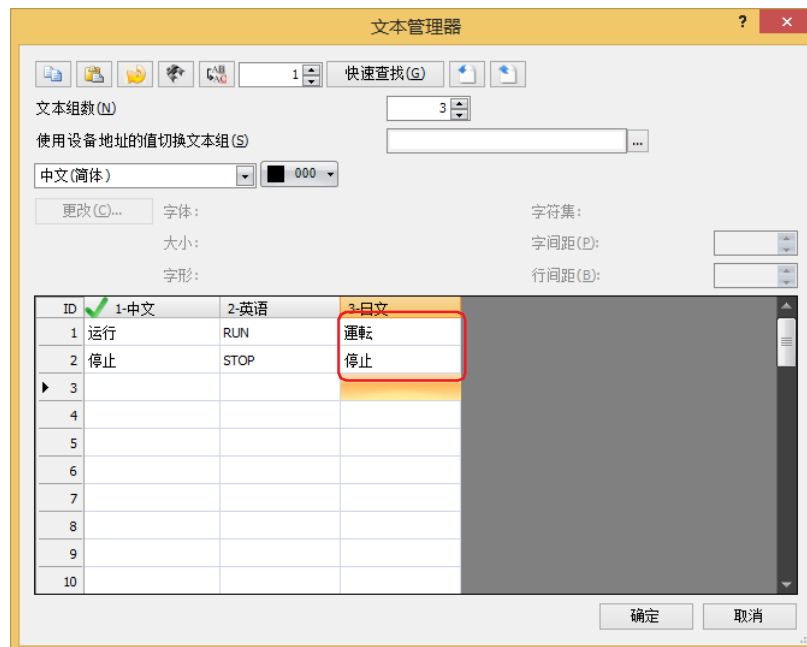 文本管理器 ? ×
1 快速查找(G)
文本组数(N) 3
使用设备地址的值切换文本组(S) ...
中文(简体) 000
更改(C)... 字体: 字符集:
大小: 字间距(P):
字形: 行间距(B):
ID 1-中文 2-英语 3-日文
1 运行 RUN 運転
2 停止 STOP 停止
3
4
5
6
7
8
9
10
确定 取消